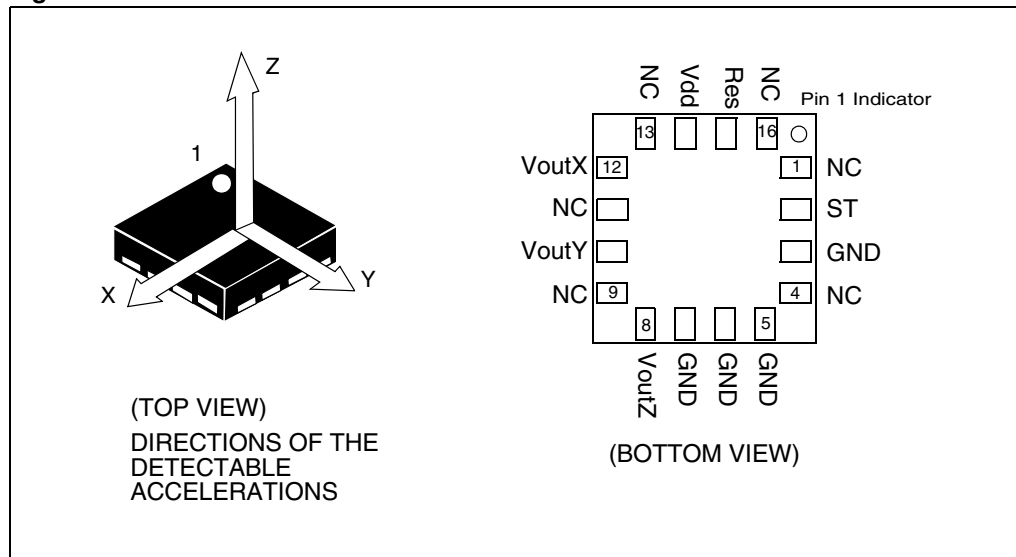 Z
1
X
Y
(TOP VIEW)
DIRECTIONS OF THE
DETECTABLE
ACCELERATIONS
NC Vdd Res NC
Pin 1 Indicator
13 16
VoutX 12 1 NC
NC ST
VoutY GND
NC 9 4 NC
8 5
VoutZ GND GND GND
(BOTTOM VIEW)